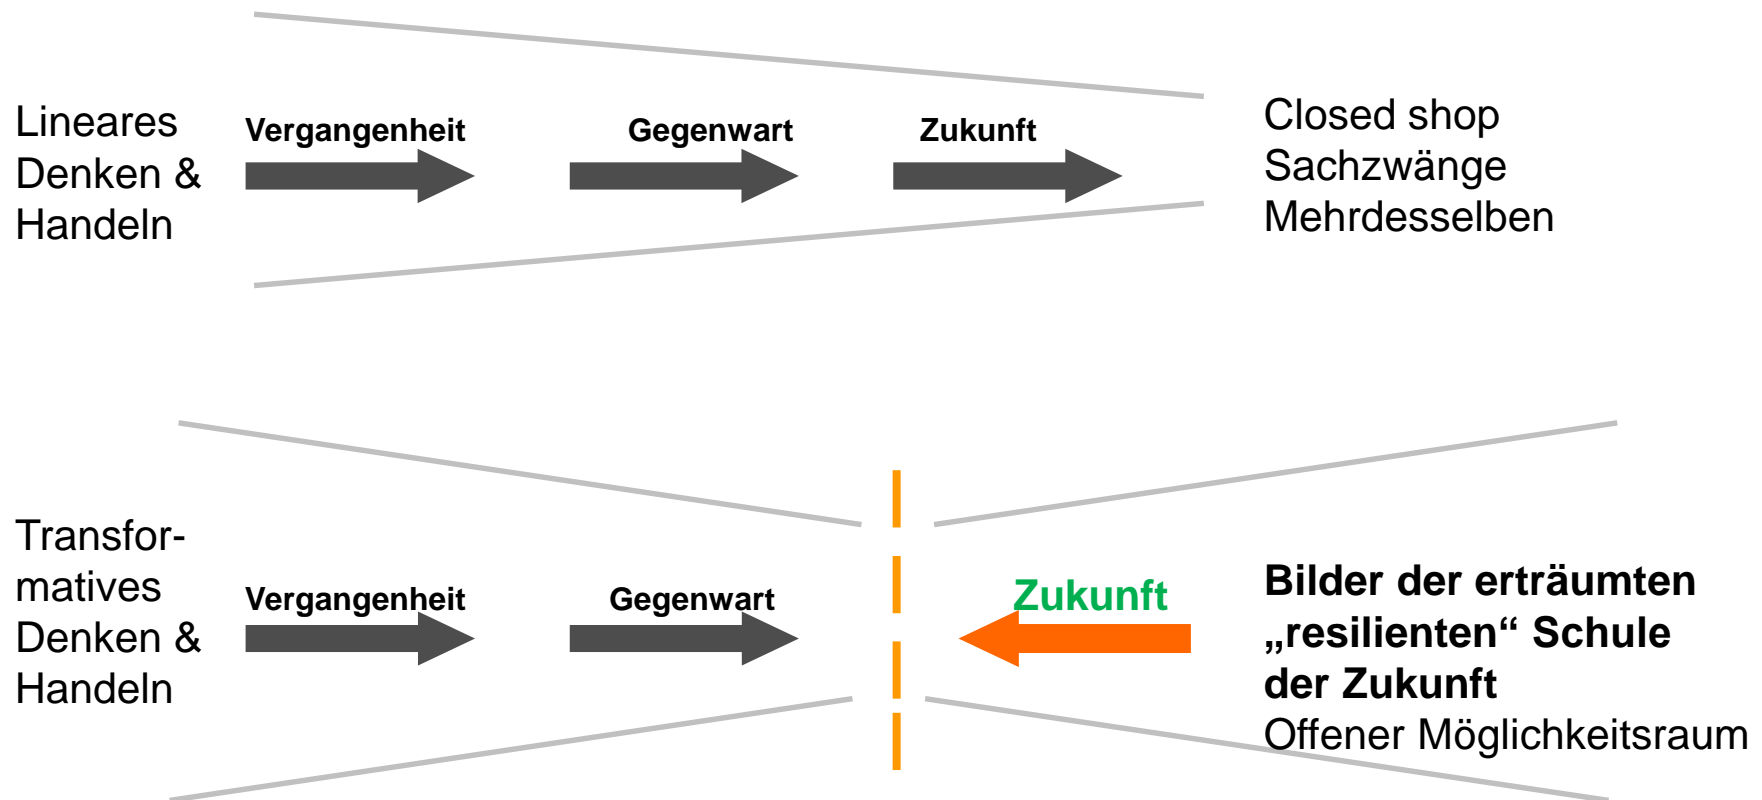 Lineares
Denken &
Handeln
Vergangenheit
Gegenwart
Zukunft
Closed shop
Sachzwänge
Mehrdesselben
Transfor-
matives
Denken &
Handeln
Vergangenheit
Gegenwart
Zukunft
Bilder der erträumten
„resilienten“ Schule
der Zukunft
Offener Möglichkeitsraum